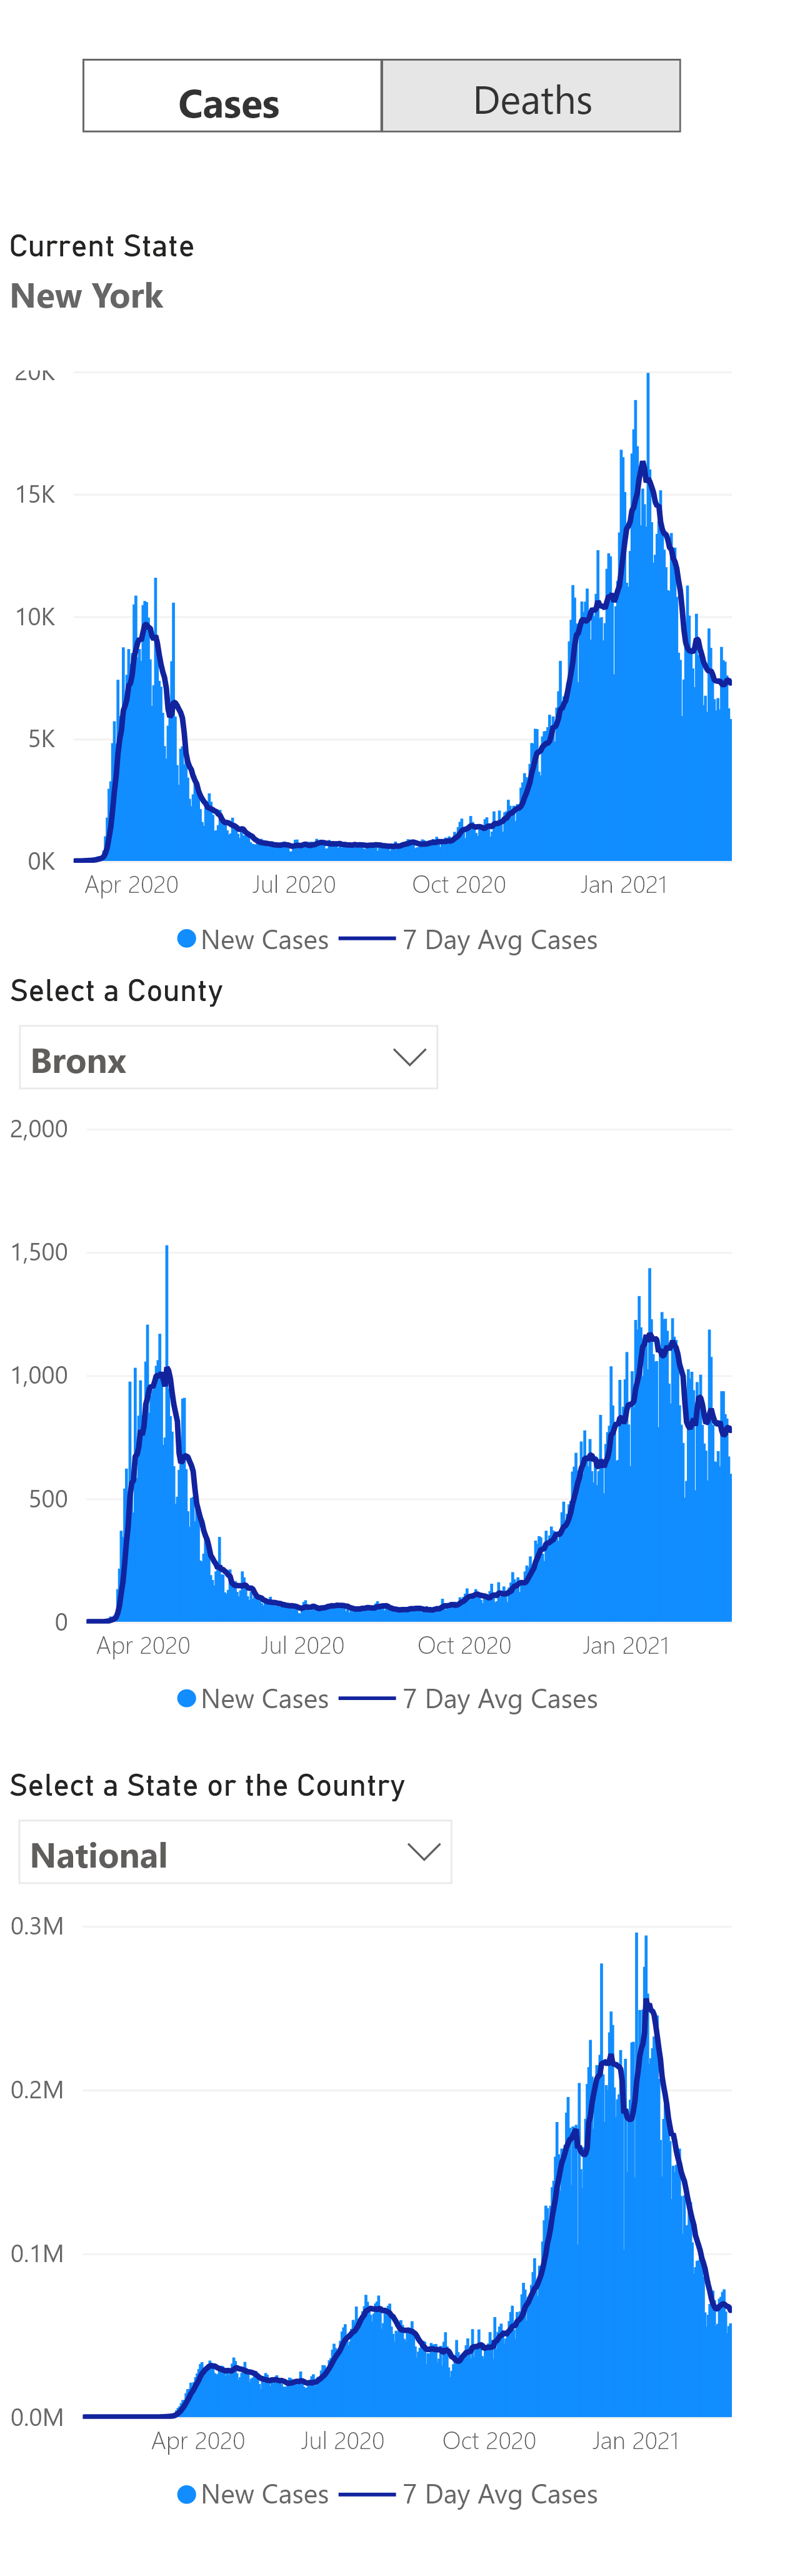 Cases Deaths
Current State
New York
20K
15K
10K
5K
0K
Apr 2020 Jul 2020 Oct 2020 Jan 2021
New Cases 7 Day Avg Cases
Select a County
Bronx
2,000
1,500
1,000
500
0
Apr 2020 Jul 2020 Oct 2020 Jan 2021
New Cases 7 Day Avg Cases
Select a State or the Country
National
0.3M
0.2M
0.1M
0.0M
Apr 2020 Jul 2020 Oct 2020 Jan 2021
New Cases 7 Day Avg Cases